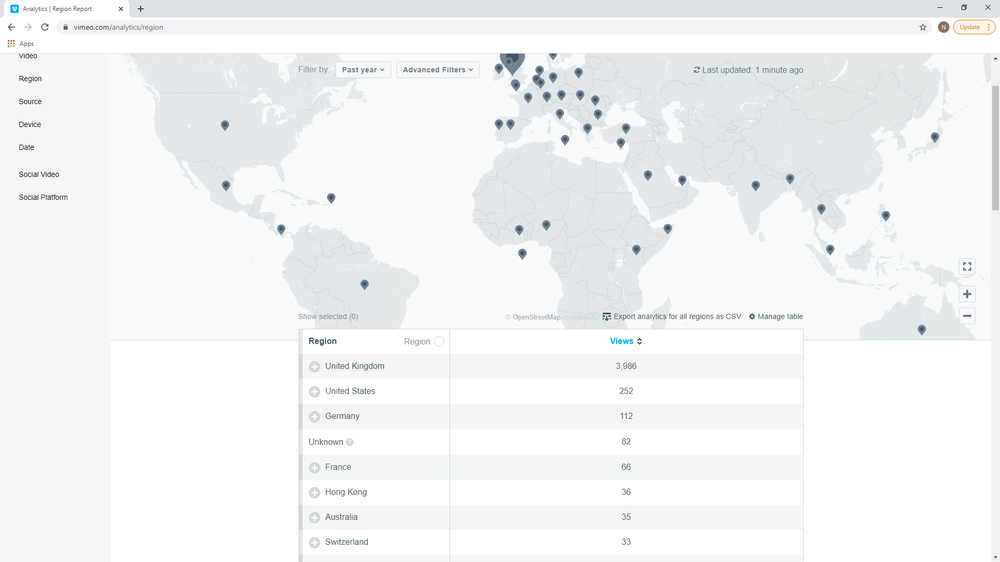 Analytics | Region Report
vimeo.com/analytics/region
N
Update
Apps
Video
Region
Source
Device
Date
Social Video
Social Platform
Filter by: Past year Advanced Filters
Last updated: 1 minute ago
Show selected (0)
© OpenStreetMap contributors
Export analytics for all regions as CSV Manage table
Region Region Views
United Kingdom 3,986
United States 252
Germany 112
Unknown ? 82
France 66
Hong Kong 36
Australia 35
Switzerland 33